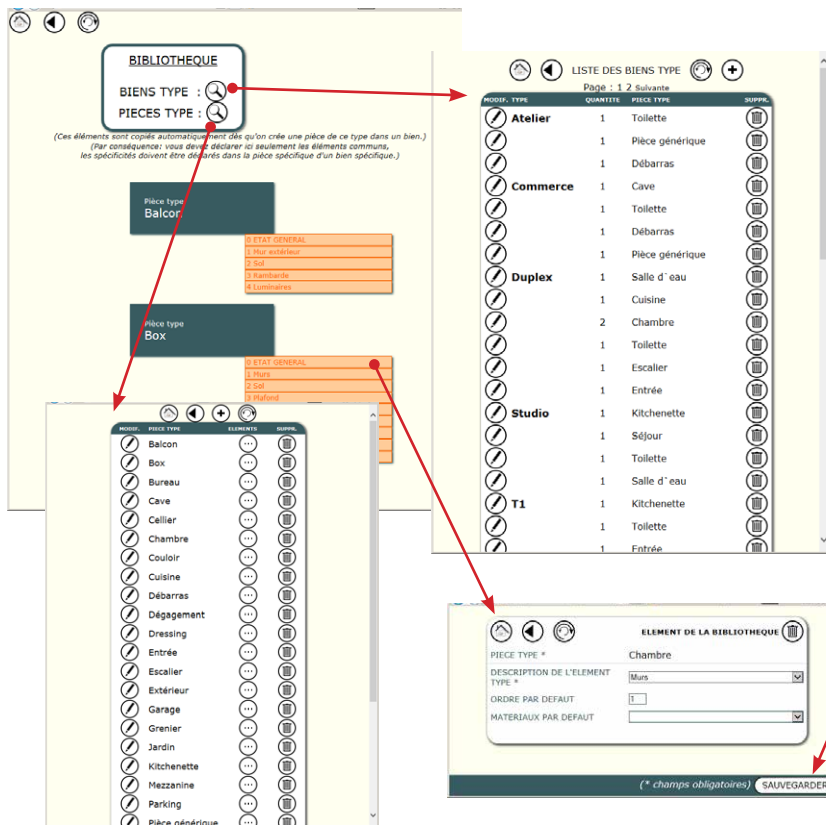 BIBLIOTHEQUE
BIENS TYPE :
PIECES TYPE :
(Ces éléments sont copiés automatiquement dès qu'on crée une pièce de ce type dans un bien.)
(Par conséquence: vous devez déclarer ici seulement les éléments communs,
les spécificités doivent être déclarés dans la pièce spécifique d'un bien spécifique.)
Pièce type
Balcon
0 ETAT GENERAL
1 Mur extérieur
2 Sol
3 Rambarde
4 Luminaires
Pièce type
Box
0 ETAT GENERAL
1 Murs
2 Sol
3 Plafond
LISTE DES BIENS TYPE
Page : 1 2 Suivante
MODIF. TYPE QUANTITE PIECE TYPE SUPPR.
Atelier 1 Toilette
1 Pièce générique
1 Débarras
Commerce 1 Cave
1 Toilette
1 Débarras
1 Pièce générique
Duplex 1 Salle d`eau
1 Cuisine
2 Chambre
1 Toilette
1 Escalier
1 Entrée
Studio 1 Kitchenette
1 Séjour
1 Toilette
1 Salle d`eau
T1 1 Kitchenette
1 Toilette
1 Entrée
MODIF. PIECE TYPE ELEMENTS SUPPR.
Balcon
Box
Bureau
Cave
Cellier
Chambre
Couloir
Cuisine
Débarras
Dégagement
Dressing
Entrée
Escalier
Extérieur
Garage
Grenier
Jardin
Kitchenette
Mezzanine
Parking
Pièce générique
ELEMENT DE LA BIBLIOTHEQUE
PIECE TYPE * Chambre
DESCRIPTION DE L'ELEMENT
TYPE * Murs
ORDRE PAR DEFAUT 1
MATERIAUX PAR DEFAUT
(* champs obligatoires) SAUVEGARDER